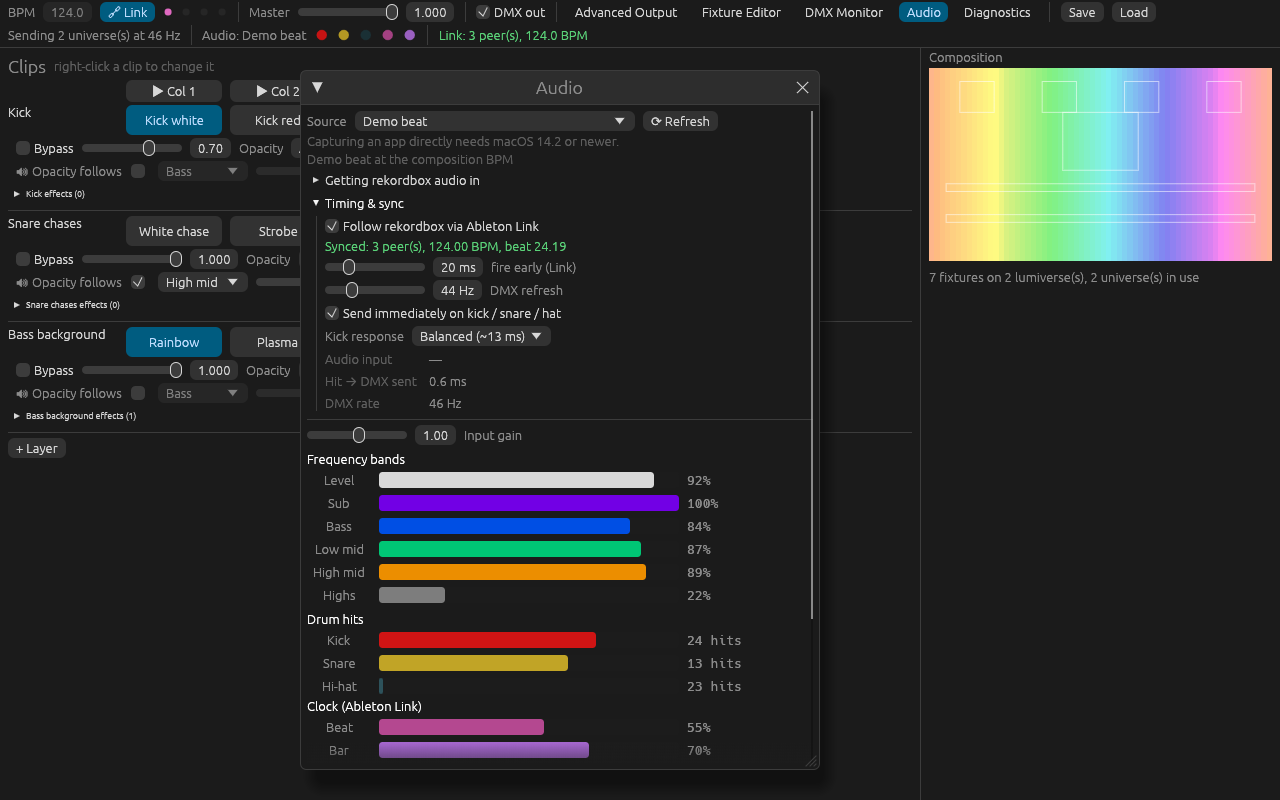 BPM 124.0 Link Master 1.000 DMX out Advanced Output Fixture Editor DMX Monitor Audio Diagnostics Save Load
Sending 2 universe(s) at 46 Hz Audio: Demo beat Link: 3 peer(s), 124.0 BPM
Clips right-click a clip to change it
▶ Col 1 ▶ Col 2
Kick Kick white Kick red
Bypass 0.70 Opacity
Opacity follows Bass
▸ Kick effects (0)
Snare chases White chase Strobe
Bypass 1.000 Opacity
Opacity follows High mid
▸ Snare chases effects (0)
Bass background Rainbow Plasma
Bypass 1.000 Opacity
Opacity follows Bass
▸ Bass background effects (1)
+ Layer
Audio
Source Demo beat ⟳ Refresh
Capturing an app directly needs macOS 14.2 or newer.
Demo beat at the composition BPM
▸ Getting rekordbox audio in
▾ Timing & sync
Follow rekordbox via Ableton Link
Synced: 3 peer(s), 124.00 BPM, beat 24.19
20 ms fire early (Link)
44 Hz DMX refresh
Send immediately on kick / snare / hat
Kick response Balanced (~13 ms)
Audio input —
Hit → DMX sent 0.6 ms
DMX rate 46 Hz
1.00 Input gain
Frequency bands
Level 92%
Sub 100%
Bass 84%
Low mid 87%
High mid 89%
Highs 22%
Drum hits
Kick 24 hits
Snare 13 hits
Hi-hat 23 hits
Clock (Ableton Link)
Beat 55%
Bar 70%
Composition
7 fixtures on 2 lumiverse(s), 2 universe(s) in use